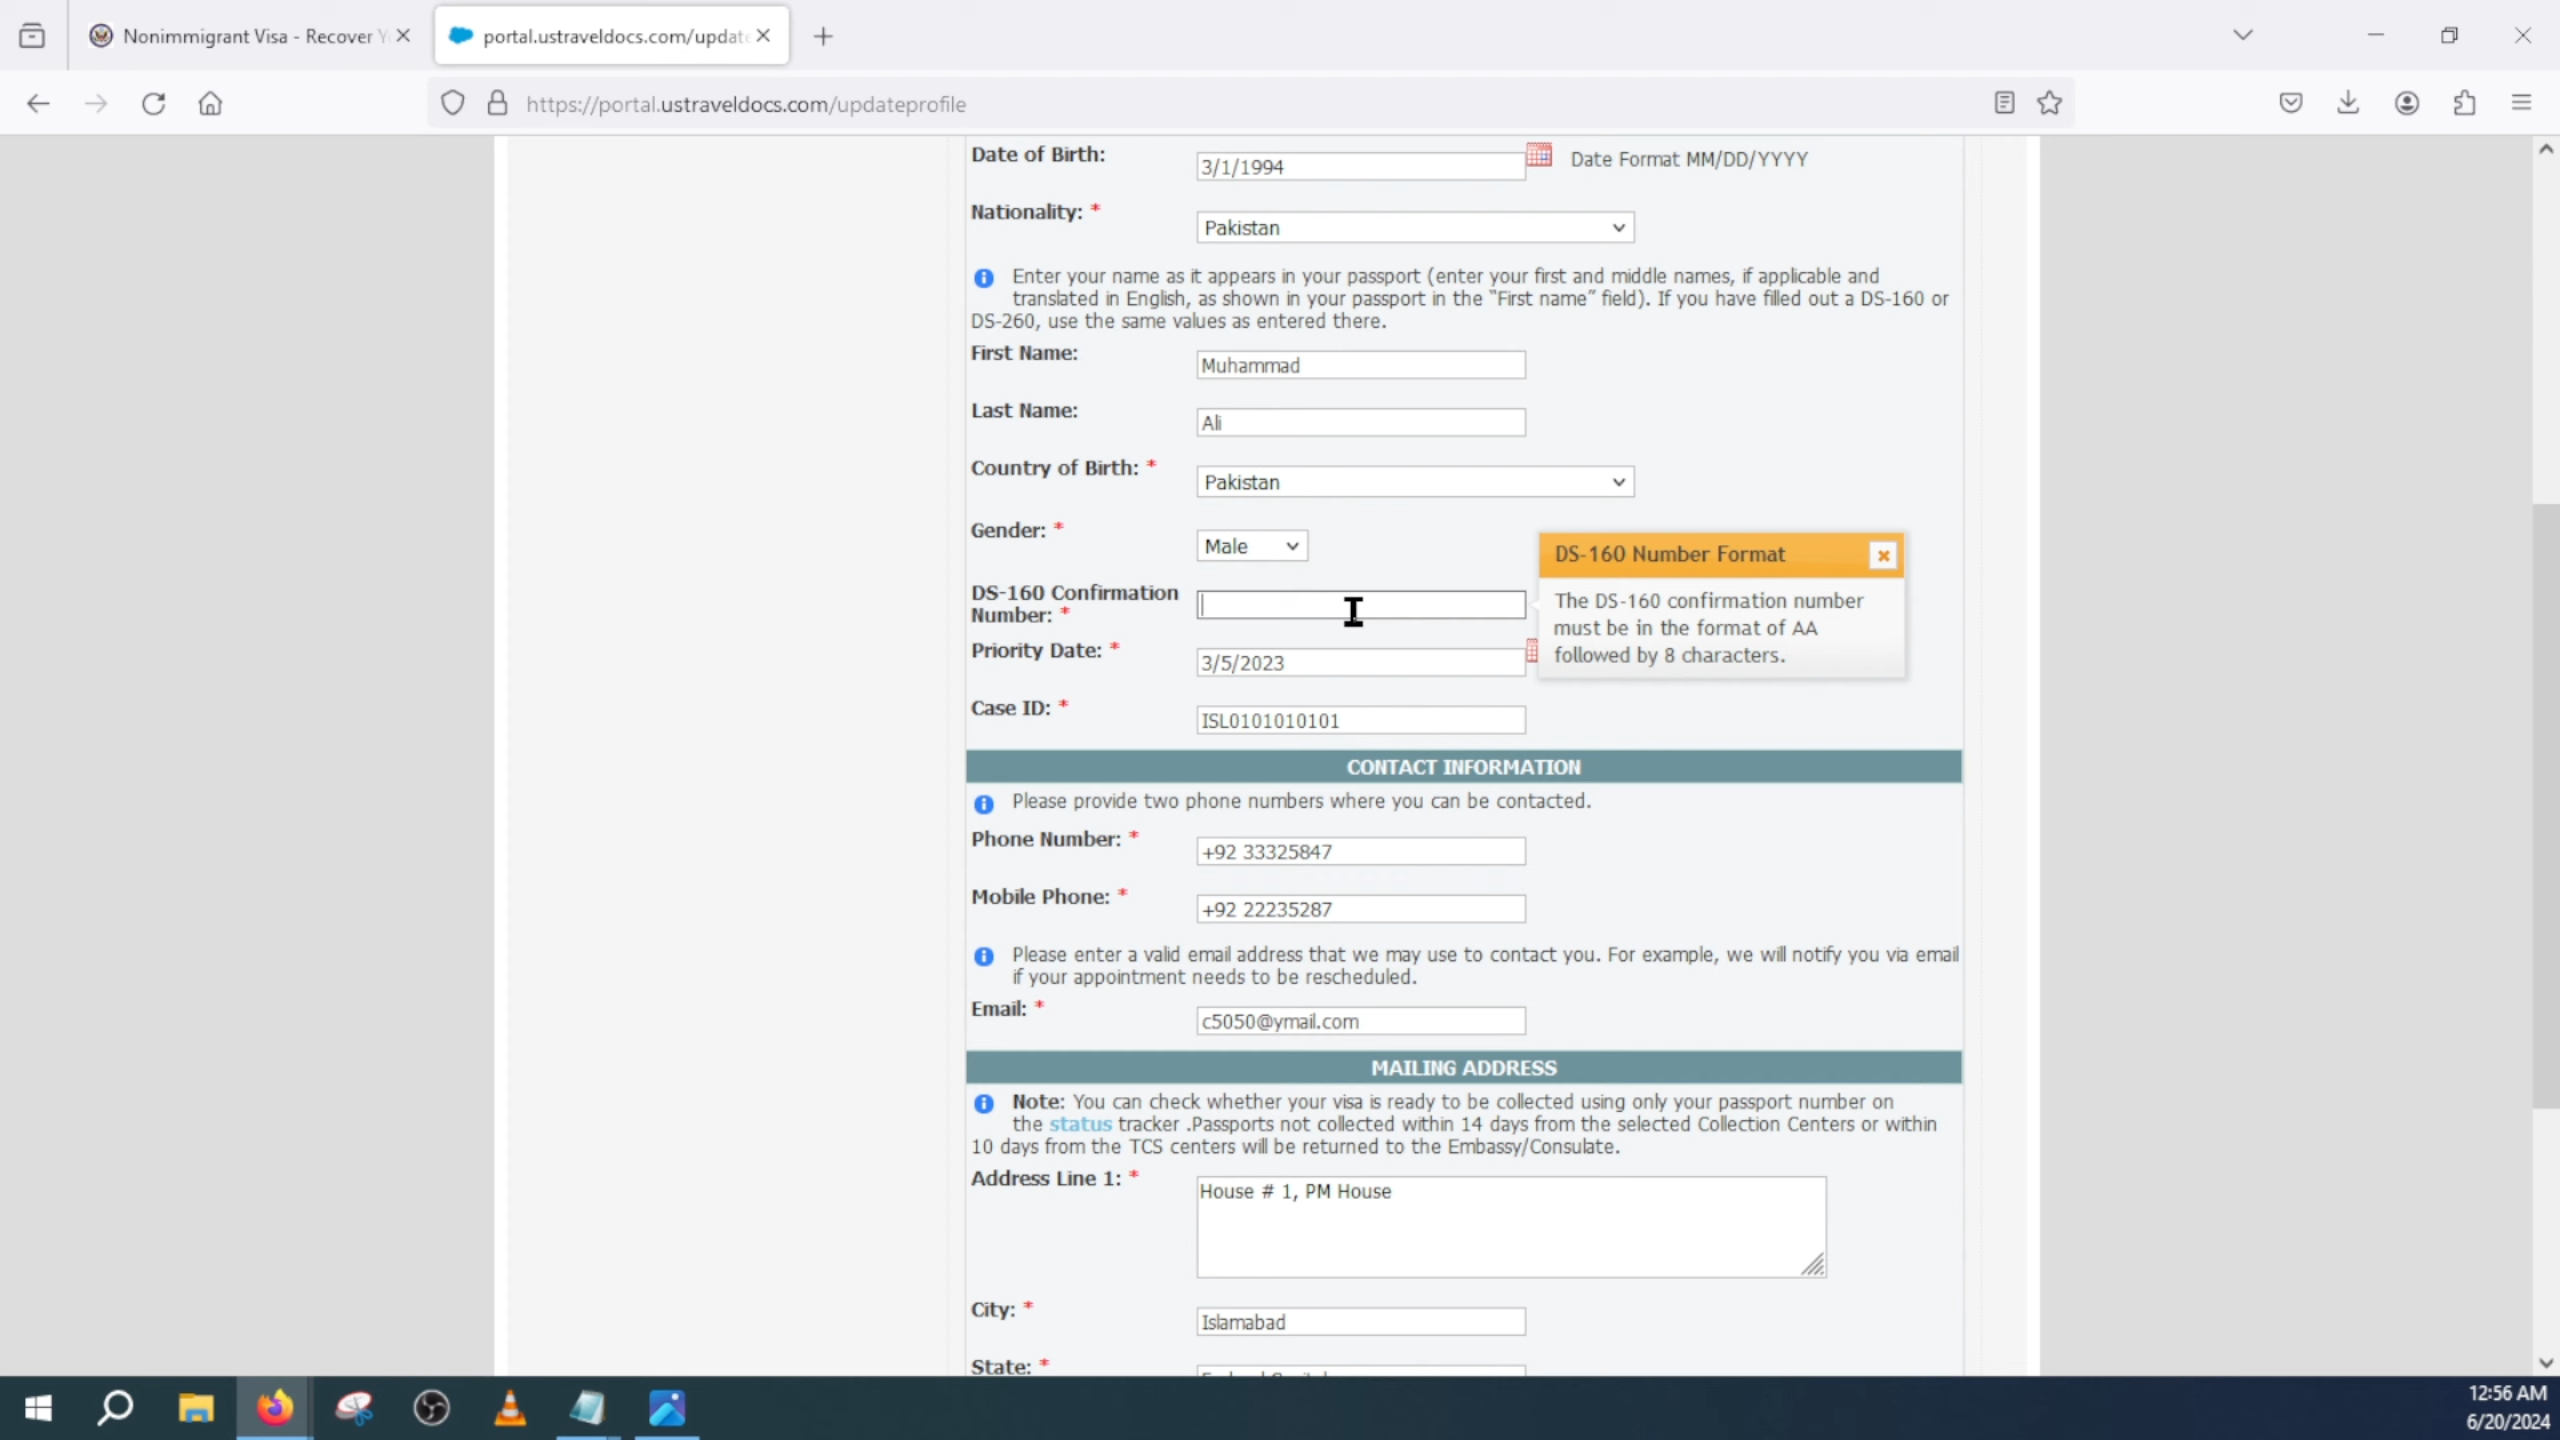 Nonimmigrant Visa - Recover Y
portal.ustraveldocs.com/update
https://portal.ustraveldocs.com/updateprofile
Date of Birth:
3/1/1994
Date Format MM/DD/YYYY
Nationality: *
Pakistan
Enter your name as it appears in your passport (enter your first and middle names, if applicable and
translated in English, as shown in your passport in the "First name" field). If you have filled out a DS-160 or
DS-260, use the same values as entered there.
First Name:
Muhammad
Last Name:
Ali
Country of Birth: *
Pakistan
Gender: *
Male
DS-160 Number Format
DS-160 Confirmation
Number: *
The DS-160 confirmation number
must be in the format of AA
followed by 8 characters.
Priority Date: *
3/5/2023
Case ID: *
ISL0101010101
CONTACT INFORMATION
Please provide two phone numbers where you can be contacted.
Phone Number: *
+92 33325847
Mobile Phone: *
+92 22235287
Please enter a valid email address that we may use to contact you. For example, we will notify you via email
if your appointment needs to be rescheduled.
Email: *
c5050@ymail.com
MAILING ADDRESS
Note: You can check whether your visa is ready to be collected using only your passport number on
the status tracker .Passports not collected within 14 days from the selected Collection Centers or within
10 days from the TCS centers will be returned to the Embassy/Consulate.
Address Line 1: *
House # 1, PM House
City: *
Islamabad
State: *
12:56 AM
6/20/2024